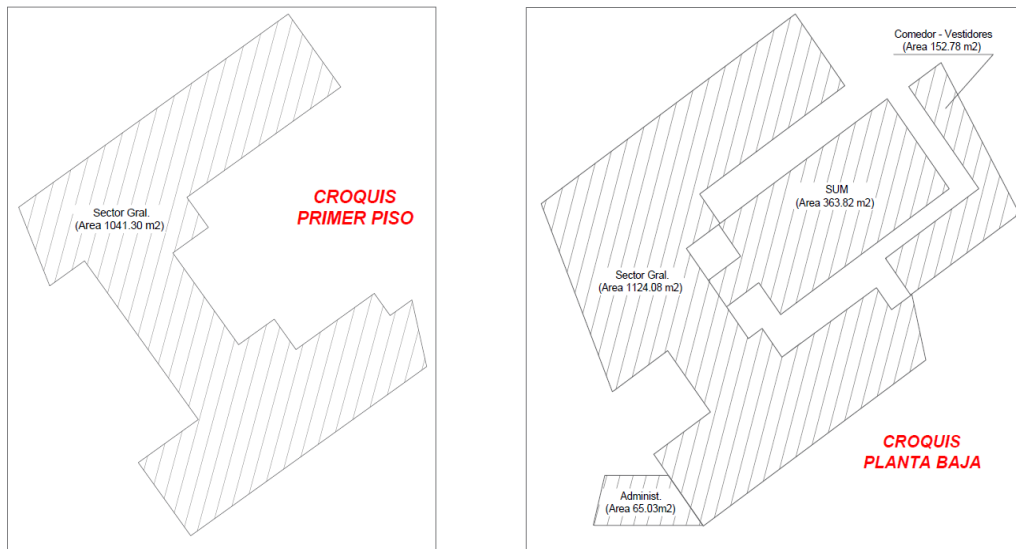 CROQUIS
PRIMER PISO
Sector Gral.
(Area 1041.30 m2)
Comedor - Vestidores
(Area 152.78 m2)
SUM
(Area 363.82 m2)
Sector Gral.
(Area 1124.08 m2)
CROQUIS
PLANTA BAJA
Administ.
(Area 65.03m2)